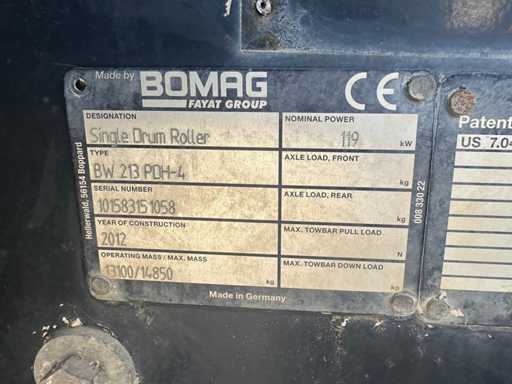 Made by BOMAG CE
FAYAT GROUP
DESIGNATION NOMINAL POWER
Single Drum Roller 119 kW
TYPE AXLE LOAD, FRONT
BW 213 PDH-4 kg
SERIAL NUMBER AXLE LOAD, REAR
101583151058 kg
YEAR OF CONSTRUCTION MAX. TOWBAR PULL LOAD
2012 N
OPERATING MASS / MAX. MASS MAX. TOWBAR DOWN LOAD
13100/14850 kg kg
Made in Germany
Hellerwald, 56154 Boppard
008 330 22
Patent
US 7.04